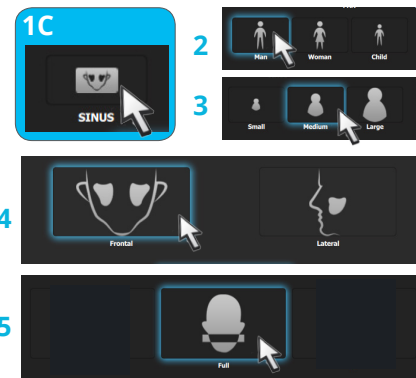 1C
SINUS
2
Man Woman Child
3
Small Medium Large
4
Frontal Lateral
5
Full